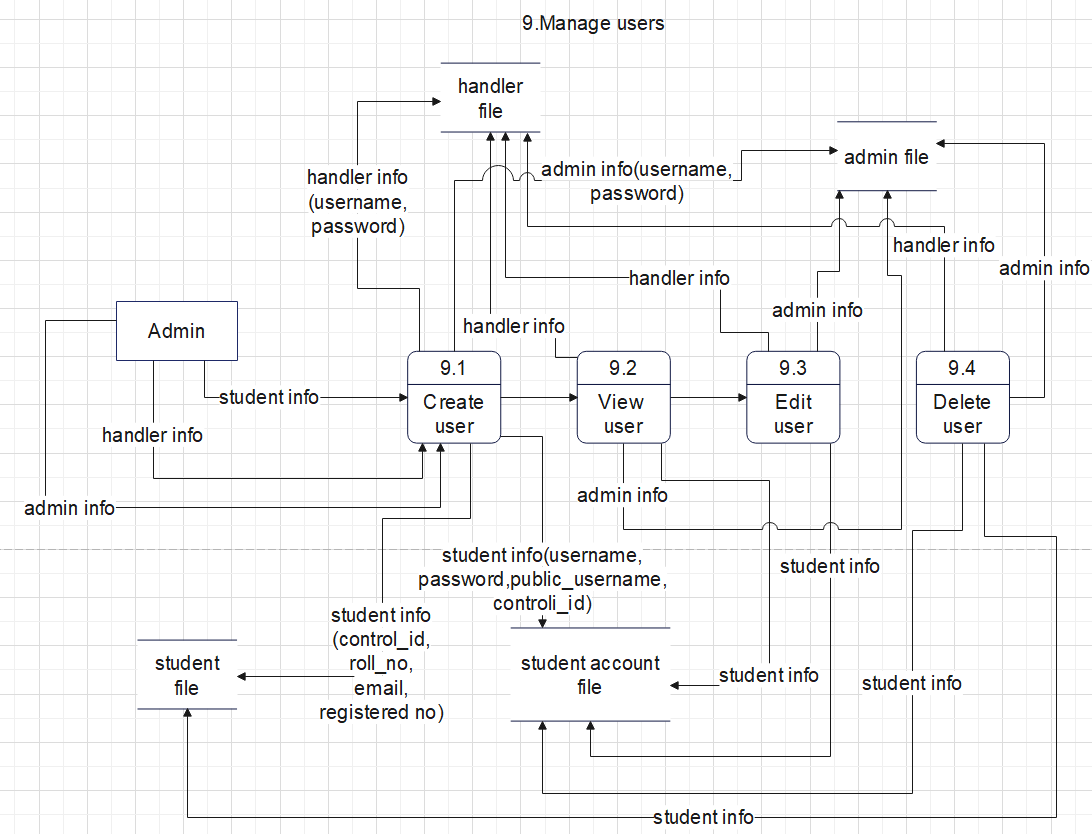 9.Manage users
handler
file
admin file
admin info(username,
password)
handler info
(username,
password)
handler info
admin info
handler info
admin info
handler info
Admin
9.1
Create
user
9.2
View
user
9.3
Edit
user
9.4
Delete
user
student info
handler info
admin info
admin info
student info(username,
password,public_username,
controli_id)
student info
student info
(control_id,
roll_no,
email,
registered no)
student
file
student account
file
student info
student info
student info